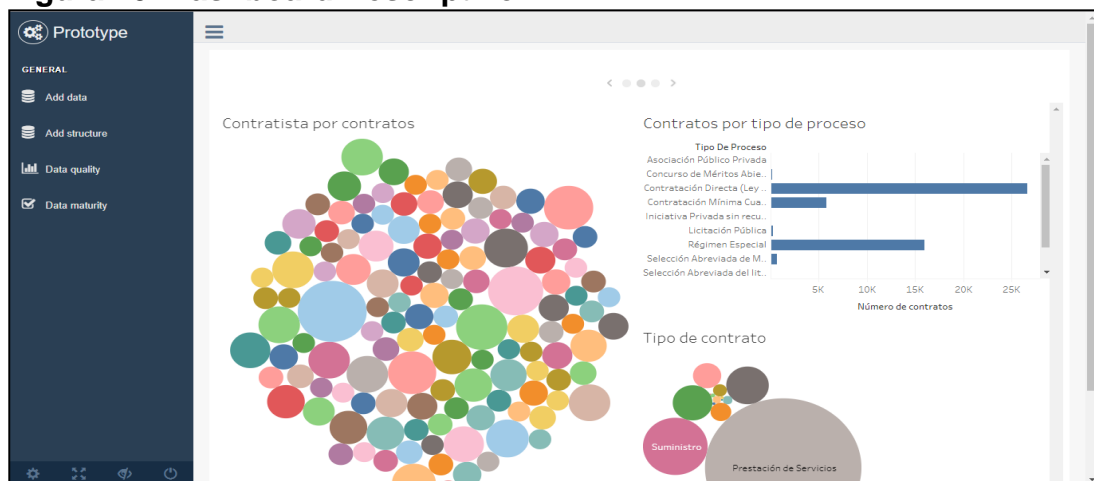 Prototype
GENERAL
Add data
Add structure
Data quality
Data maturity
Contratista por contratos
Contratos por tipo de proceso
Tipo De Proceso
Asociación Público Privada
Concurso de Méritos Abie..
Contratación Directa (Ley ..
Contratación Mínima Cua..
Iniciativa Privada sin recu..
Licitación Pública
Régimen Especial
Selección Abreviada de M..
Selección Abreviada del lit..
5K 10K 15K 20K 25K
Número de contratos
Tipo de contrato
Suministro
Prestación de Servicios